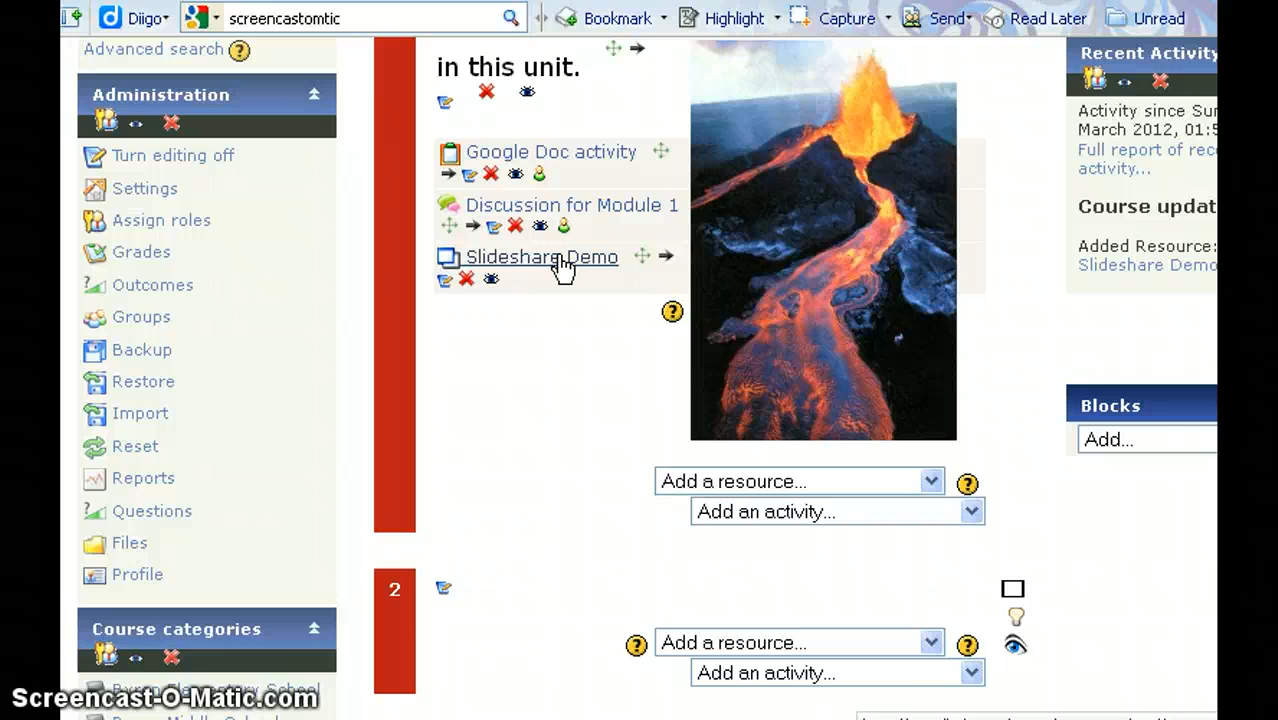 Diigo screencastomtic Bookmark Highlight Capture Send Read Later Unread
Advanced search
Administration
Turn editing off
Settings
Assign roles
Grades
Outcomes
Groups
Backup
Restore
Import
Reset
Reports
Questions
Files
Profile
Course categories
in this unit.
Google Doc activity
Discussion for Module 1
Slideshare Demo
Add a resource...
Add an activity...
2
Add a resource...
Add an activity...
Recent Activity
Activity since Sun
March 2012, 01:5
Full report of rec
activity...
Course updat
Added Resource:
Slideshare Demo
Blocks
Add...
Screencast-O-Matic.com